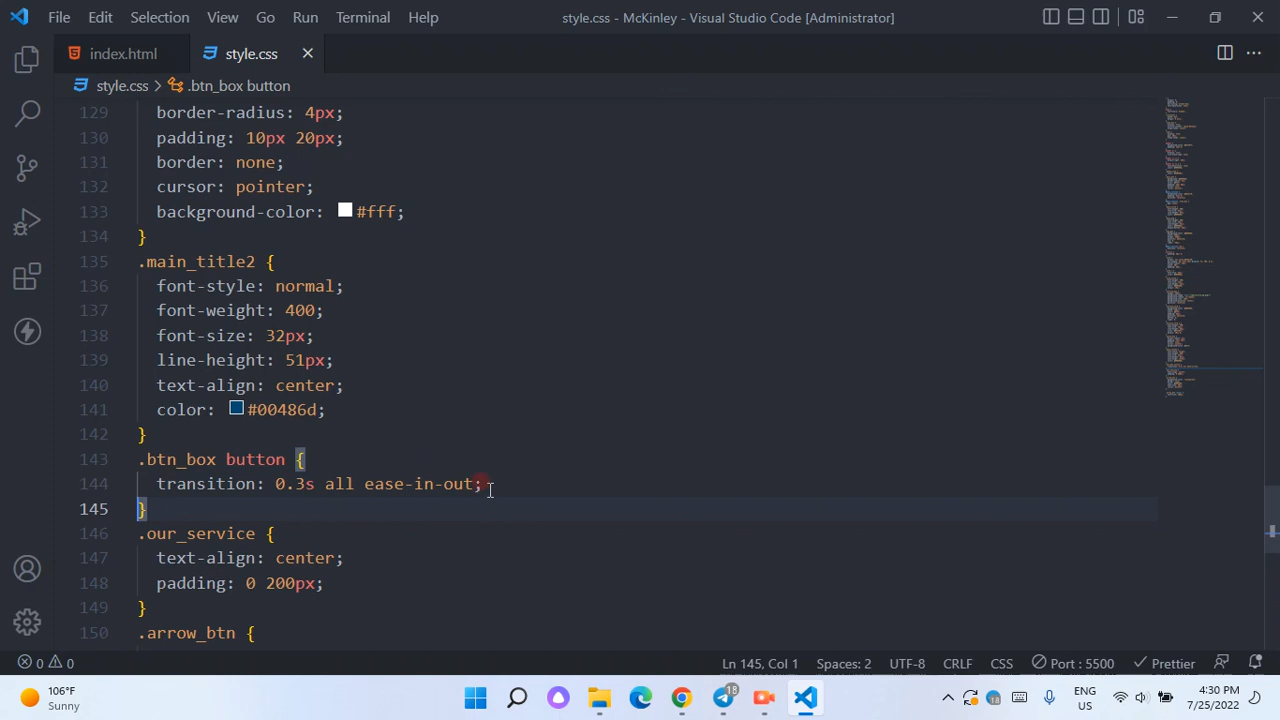 File Edit Selection View Go Run Terminal Help style.css - McKinley - Visual Studio Code [Administrator]
index.html style.css
style.css > .btn_box button
129 border-radius: 4px;
130 padding: 10px 20px;
131 border: none;
132 cursor: pointer;
133 background-color: #fff;
134 }
135 .main_title2 {
136 font-style: normal;
137 font-weight: 400;
138 font-size: 32px;
139 line-height: 51px;
140 text-align: center;
141 color: #00486d;
142 }
143 .btn_box button {
144 transition: 0.3s all ease-in-out;
145 }
146 .our_service {
147 text-align: center;
148 padding: 0 200px;
149 }
150 .arrow_btn {
0 0 Ln 145, Col 1 Spaces: 2 UTF-8 CRLF CSS Port : 5500 Prettier
106°F
Sunny
18
18
ENG
US
4:30 PM
7/25/2022